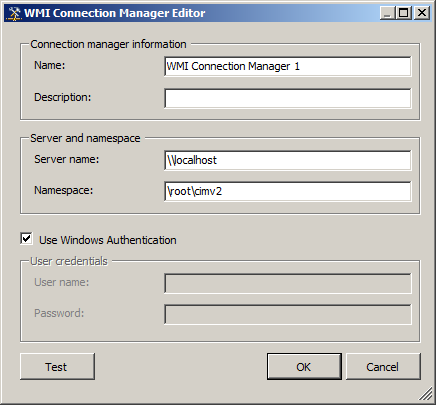 WMI Connection Manager Editor
Connection manager information
Name: WMI Connection Manager 1
Description:
Server and namespace
Server name: \\localhost
Namespace: \root\cimv2
Use Windows Authentication
User credentials
User name:
Password:
Test OK Cancel